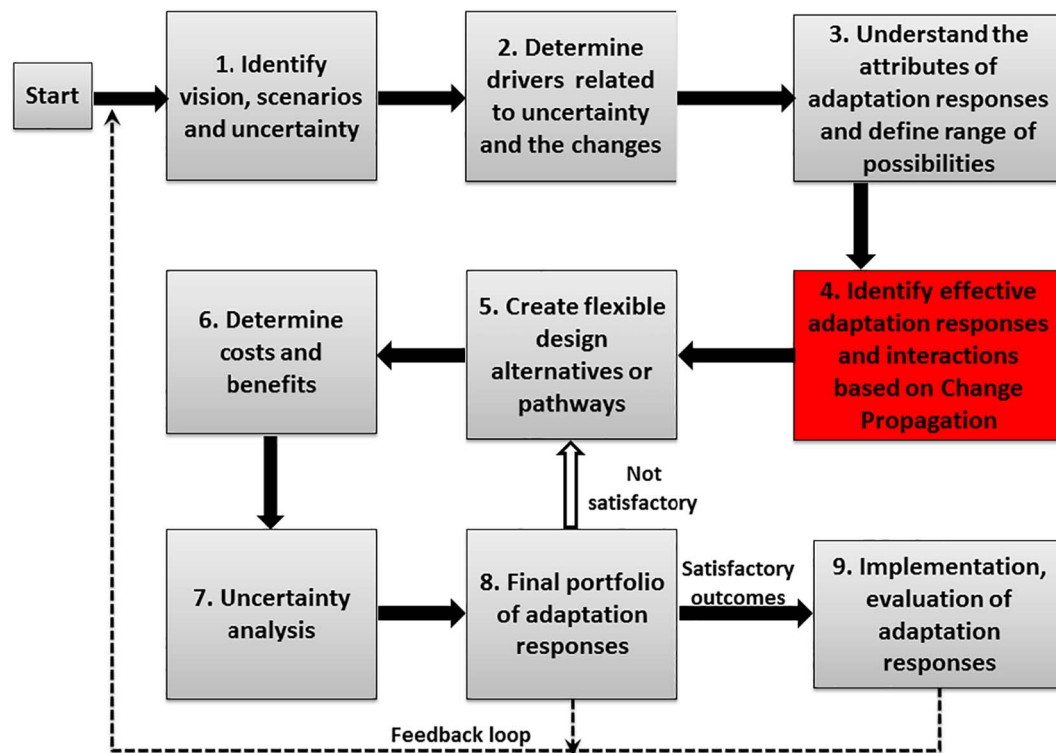 Start
1. Identify
vision, scenarios
and uncertainty
2. Determine
drivers related
to uncertainty
and the changes
3. Understand the
attributes of
adaptation responses
and define range of
possibilities
4. Identify effective
adaptation responses
and interactions
based on Change
Propagation
5. Create flexible
design
alternatives or
pathways
6. Determine
costs and
benefits
Not
satisfactory
7. Uncertainty
analysis
8. Final portfolio
of adaptation
responses
Satisfactory
outcomes
9. Implementation,
evaluation of
adaptation
responses
Feedback loop